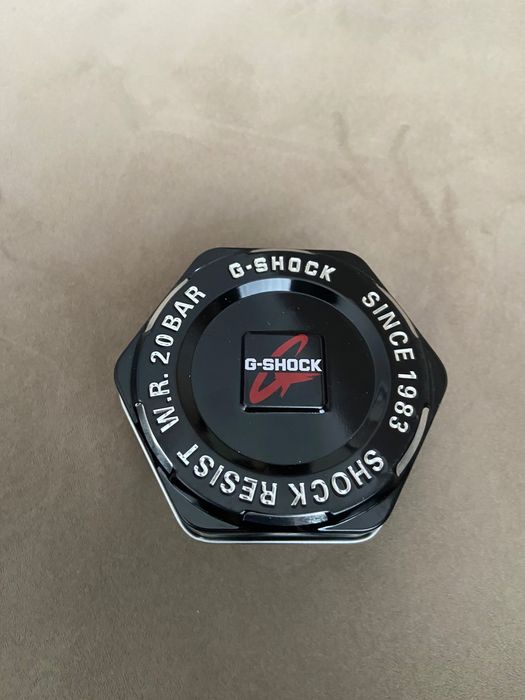 G-SHOCK
SINCE 1983
SHOCK RESIST
W.R. 20BAR
G-SHOCK